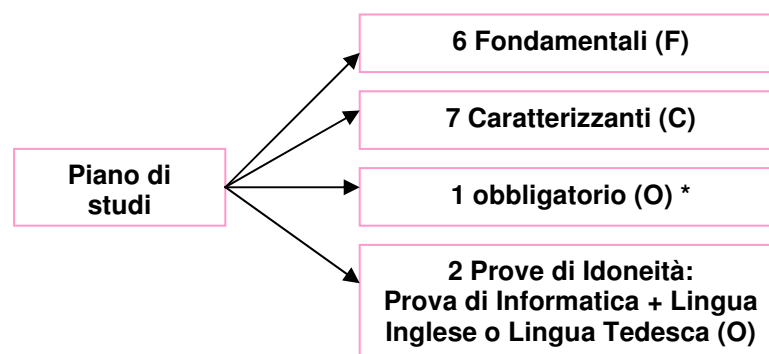 6 Fondamentali (F)
7 Caratterizzanti (C)
Piano di
studi
1 obbligatorio (O) *
2 Prove di Idoneità:
Prova di Informatica + Lingua
Inglese o Lingua Tedesca (O)